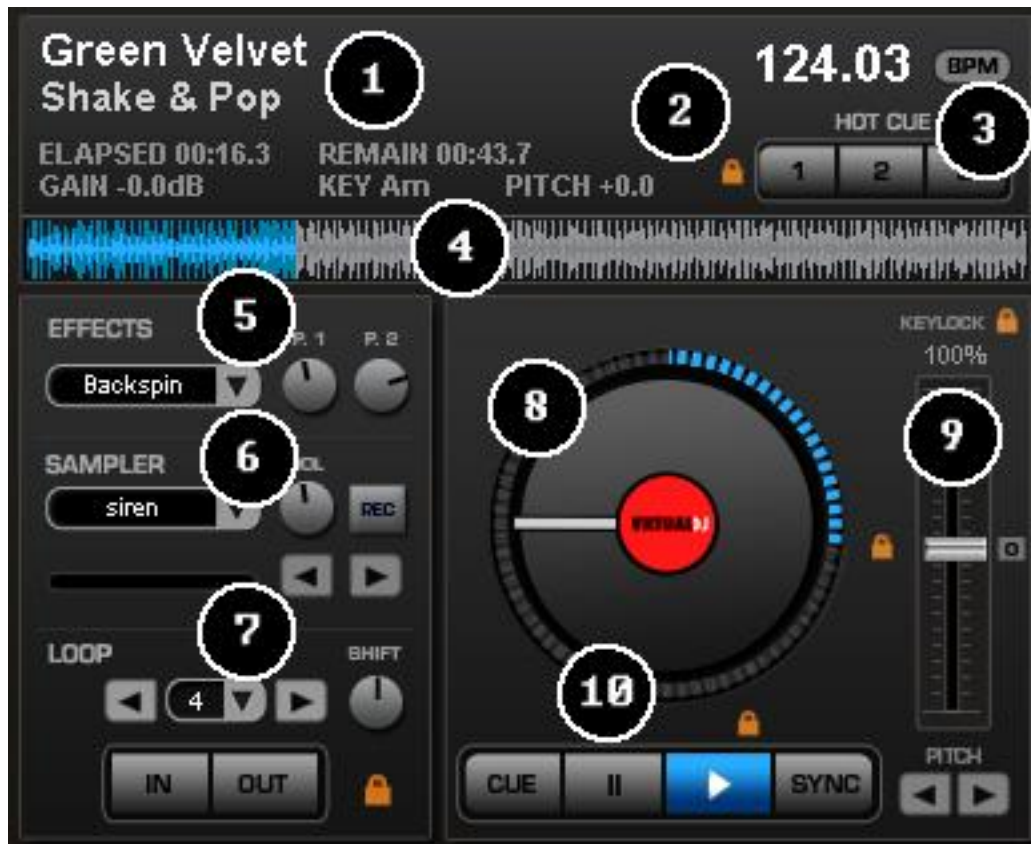 Green Velvet
Shake & Pop
1
124.03 BPM
2
HOT CUE
3
ELAPSED 00:16.3 REMAIN 00:43.7
GAIN -0.0dB KEY Am PITCH +0.0
1 2
4
5
EFFECTS P. 1 P. 2
Backspin
6
SAMPLER
siren REC
7
LOOP SHIFT
4
IN OUT
KEYLOCK
100%
8
9
VIRTUAL DJ
0
10
CUE SYNC
PITCH